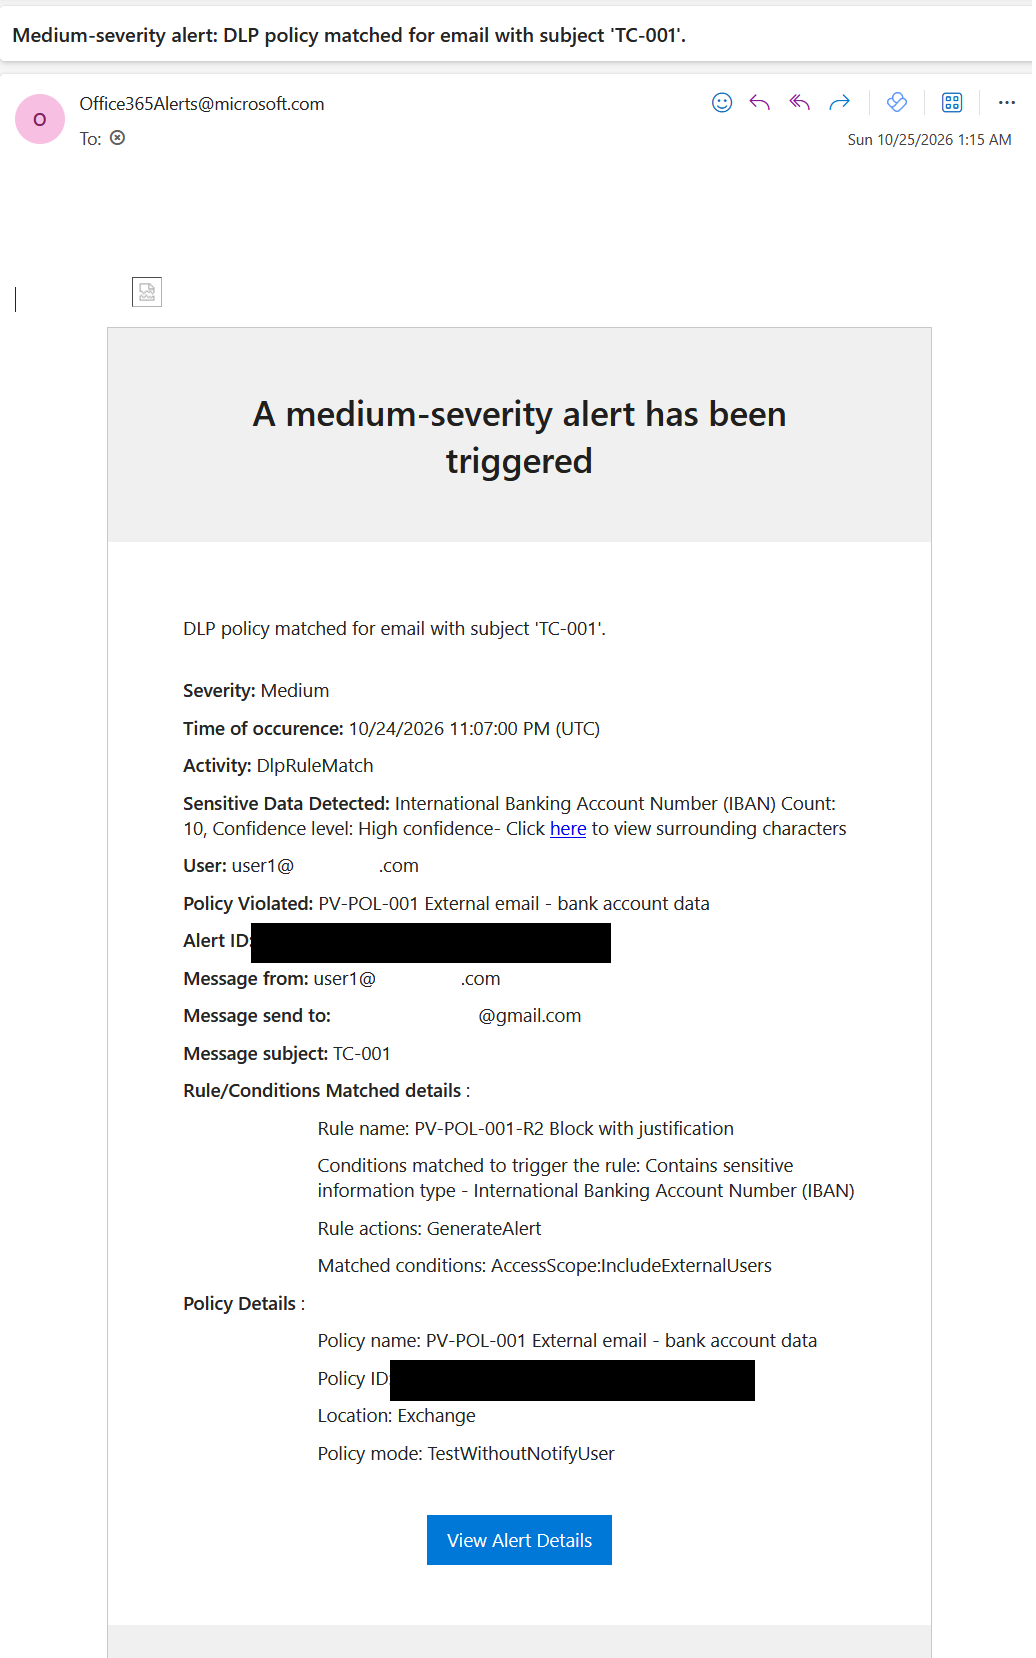 Medium-severity alert: DLP policy matched for email with subject 'TC-001'.
O
Office365Alerts@microsoft.com
To:
Sun 10/25/2026 1:15 AM
A medium-severity alert has been
triggered
DLP policy matched for email with subject 'TC-001'.
Severity: Medium
Time of occurence: 10/24/2026 11:07:00 PM (UTC)
Activity: DlpRuleMatch
Sensitive Data Detected: International Banking Account Number (IBAN) Count:
10, Confidence level: High confidence- Click here to view surrounding characters
User: user1@ .com
Policy Violated: PV-POL-001 External email - bank account data
Alert ID:
Message from: user1@ .com
Message send to: @gmail.com
Message subject: TC-001
Rule/Conditions Matched details :
Rule name: PV-POL-001-R2 Block with justification
Conditions matched to trigger the rule: Contains sensitive
information type - International Banking Account Number (IBAN)
Rule actions: GenerateAlert
Matched conditions: AccessScope:IncludeExternalUsers
Policy Details :
Policy name: PV-POL-001 External email - bank account data
Policy ID:
Location: Exchange
Policy mode: TestWithoutNotifyUser
View Alert Details